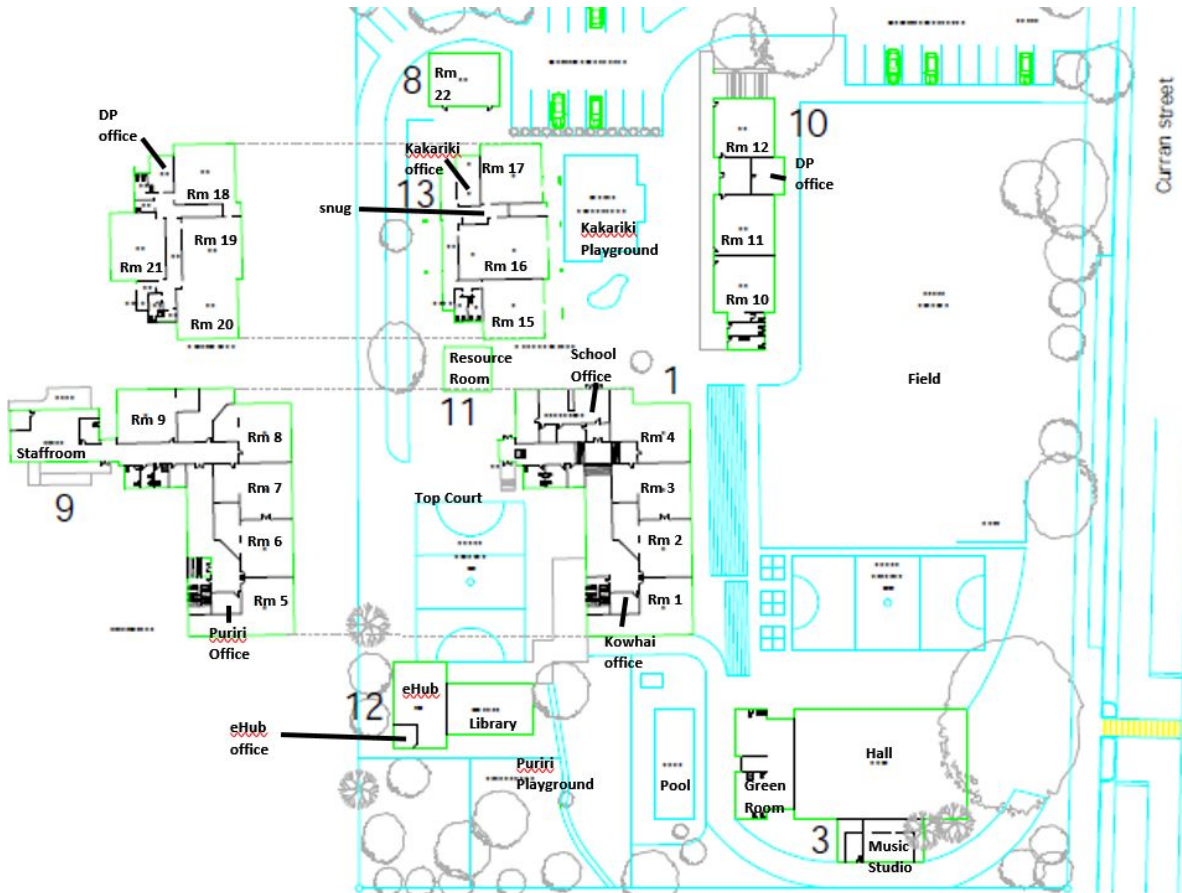 8
Rm
22
10
Curran street
DP
office
Rm 12
Kakariki
office
Rm 17
DP
office
13
Rm 18
snug
Kakariki
Playground
Rm 19
Rm 11
Rm 21
Rm 16
Rm 10
Rm 20
Rm 15
Resource
Room
School
Office
1
Field
11
Rm 9
Rm 8
Rm 4
Staffroom
9
Rm 7
Top Court
Rm 3
Rm 6
Rm 2
Rm 5
Rm 1
Puriri
Office
Kowhai
office
12
eHub
Library
eHub
office
Puriri
Playground
Pool
Green
Room
Hall
3
Music
Studio